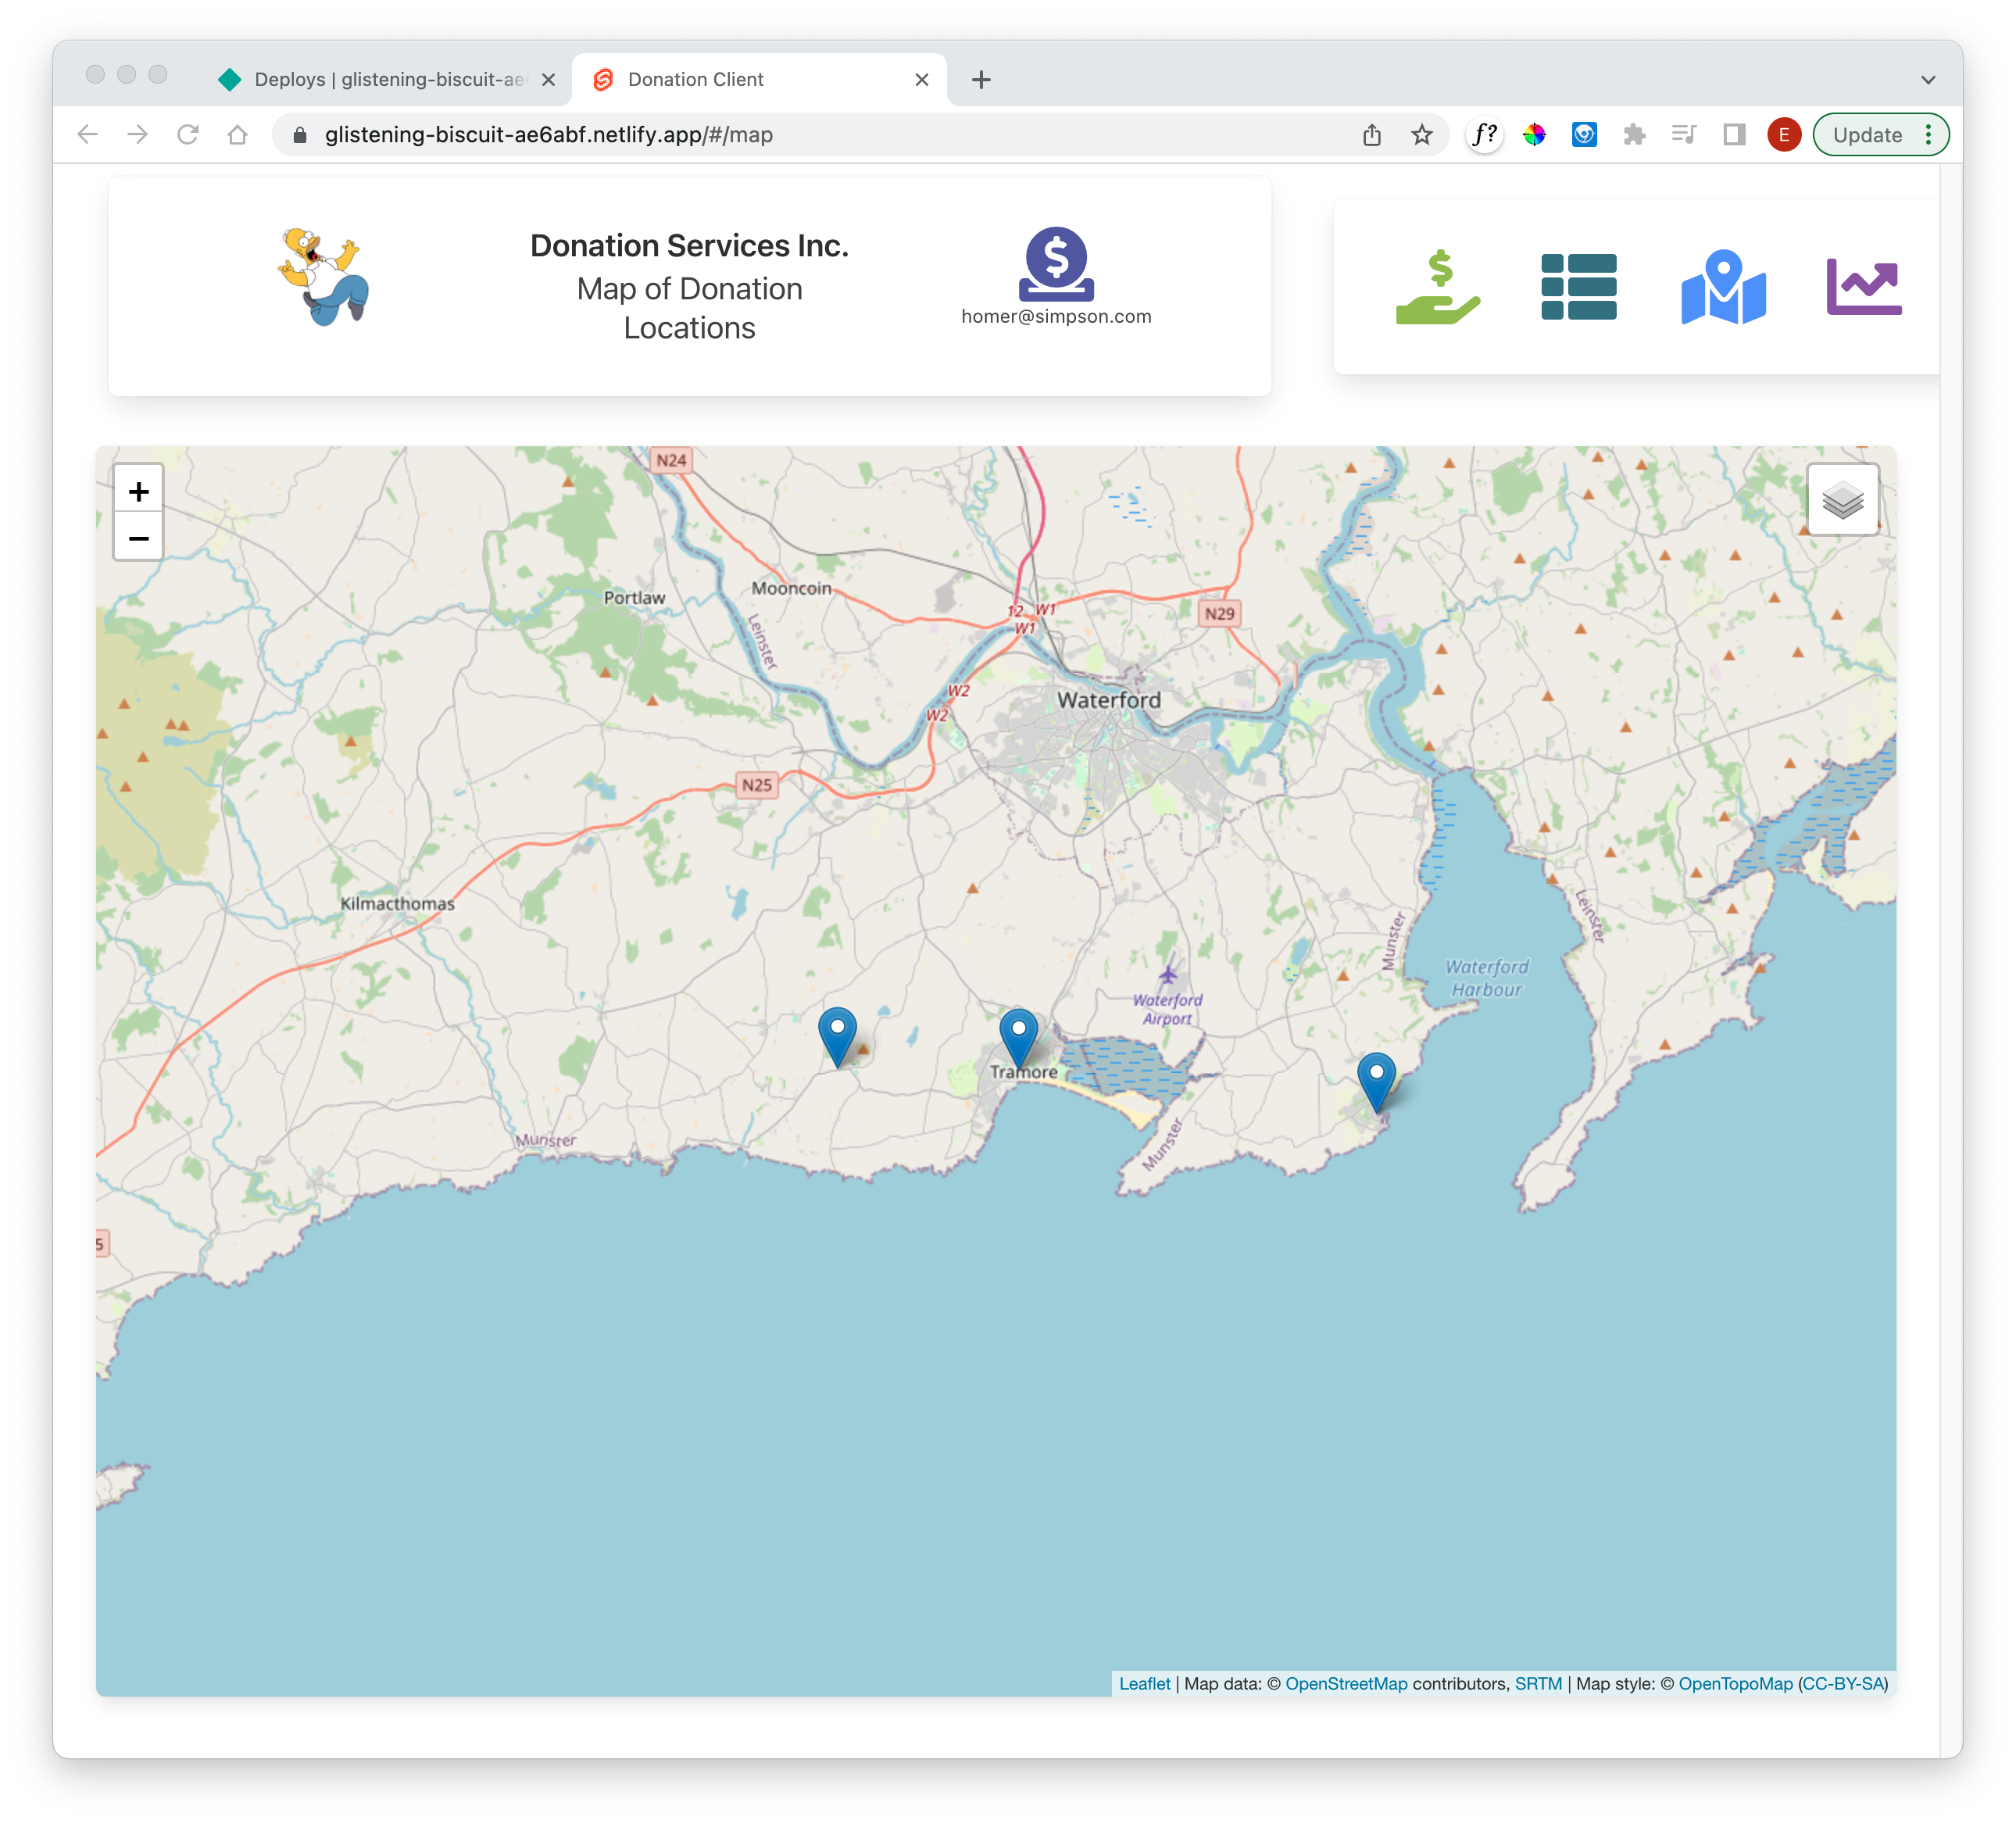 Deploys | glistening-biscuit-ae
Donation Client
glistening-biscuit-ae6abf.netlify.app/#/map
f?
E
Update
Donation Services Inc.
Map of Donation
Locations
$
homer@simpson.com
$
+
−
N24
Mooncoin
Portlaw
Leinster
12
W1
W1
N29
W2
W2
Waterford
N25
Kilmacthomas
Munster
Leinster
Waterford
Harbour
Waterford
Airport
Tramore
Munster
Munster
5
Leaflet | Map data: © OpenStreetMap contributors, SRTM | Map style: © OpenTopoMap (CC-BY-SA)